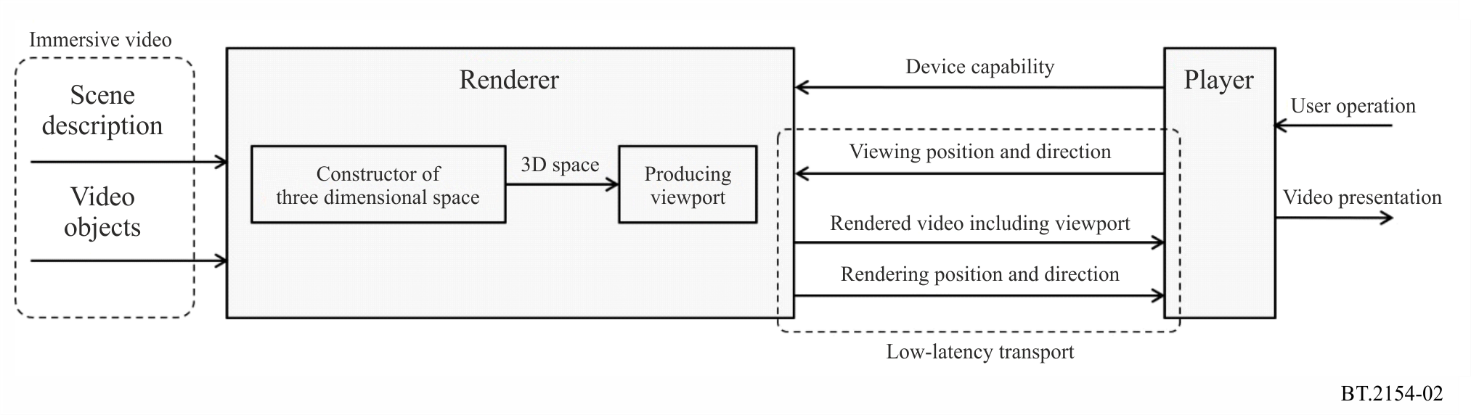 Immersive video
Scene
description
Video
objects
Renderer
Constructor of
three dimensional space
3D space
Producing
viewport
Device capability
Viewing position and direction
Rendered video including viewport
Rendering position and direction
Low-latency transport
Player
User operation
Video presentation
BT.2154-02